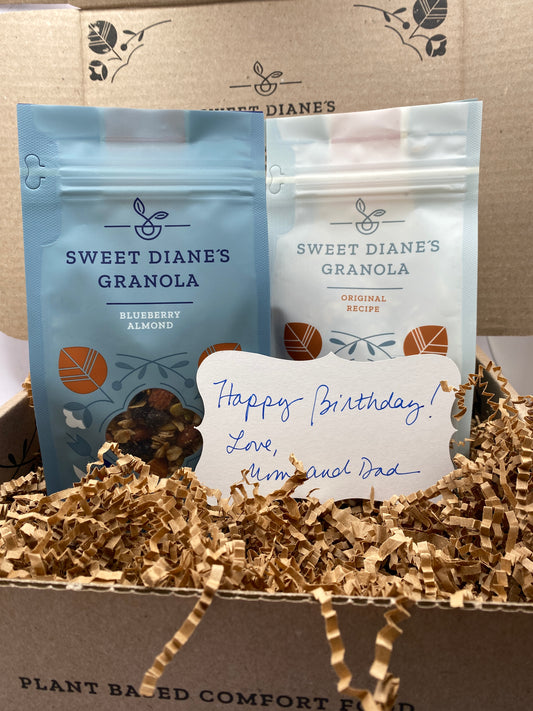 SWEET DIANE'S
SWEET DIANE'S
GRANOLA
BLUEBERRY
ALMOND
SWEET DIANE'S
GRANOLA
ORIGINAL
RECIPE
Happy Birthday!
Love,
Mom and Dad
PLANT BASED COMFORT FOOD